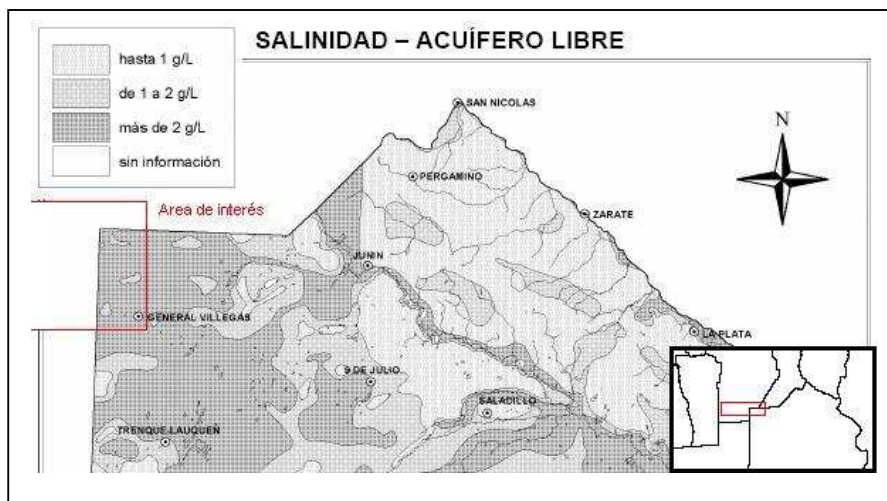 SALINIDAD – ACUÍFERO LIBRE
hasta 1 g/L
de 1 a 2 g/L
más de 2 g/L
sin información
Area de interés
N
SAN NICOLAS
PERGAMINO
ZARATE
JUNIN
GENERAL VILLEGAS
LA PLATA
9 DE JULIO
SALADILLO
TRENQUE LAUQUEN